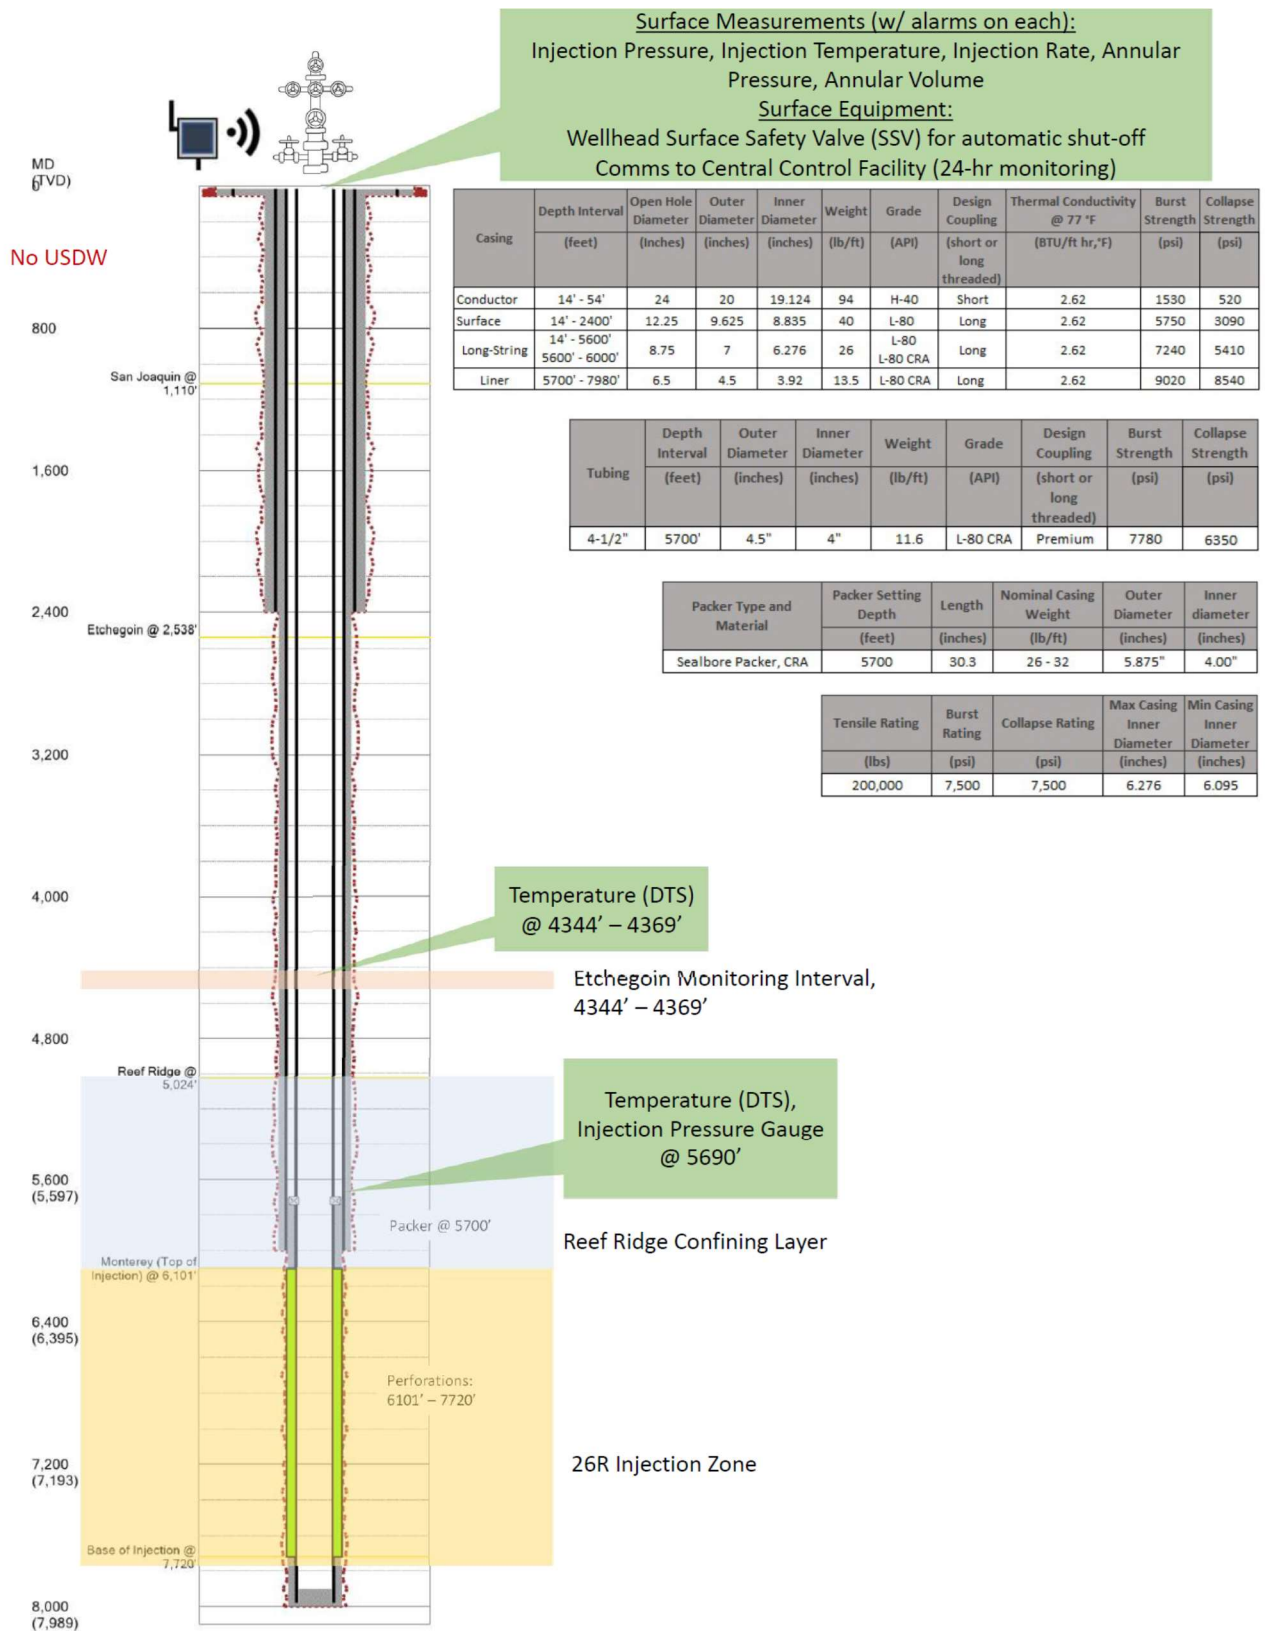 Surface Measurements (w/ alarms on each):
Injection Pressure, Injection Temperature, Injection Rate, Annular
Pressure, Annular Volume
Surface Equipment:
Wellhead Surface Safety Valve (SSV) for automatic shut-off
Comms to Central Control Facility (24-hr monitoring)
MD
(TVD)
0
No USDW
800
San Joaquin @
1,110'
1,600
2,400
Etchegoin @ 2,538'
3,200
4,000
4,800
Reef Ridge @
5,024'
5,600
(5,597)
Monterey (Top of
Injection) @ 6,101'
6,400
(6,395)
7,200
(7,193)
Base of Injection @
7,720'
8,000
(7,989)
Casing Depth Interval Open Hole Diameter Outer Diameter Inner Diameter Weight Grade Design Coupling Thermal Conductivity @ 77 °F Burst Strength Collapse Strength
(feet) (Inches) (inches) (inches) (lb/ft) (API) (short or long threaded) (BTU/ft hr,°F) (psi) (psi)
Conductor 14' - 54' 24 20 19.124 94 H-40 Short 2.62 1530 520
Surface 14' - 2400' 12.25 9.625 8.835 40 L-80 Long 2.62 5750 3090
Long-String 14' - 5600' 5600' - 6000' 8.75 7 6.276 26 L-80 L-80 CRA Long 2.62 7240 5410
Liner 5700' - 7980' 6.5 4.5 3.92 13.5 L-80 CRA Long 2.62 9020 8540
Tubing Depth Interval Outer Diameter Inner Diameter Weight Grade Design Coupling Burst Strength Collapse Strength
(feet) (inches) (inches) (lb/ft) (API) (short or long threaded) (psi) (psi)
4-1/2" 5700' 4.5" 4" 11.6 L-80 CRA Premium 7780 6350
Packer Type and Material Packer Setting Depth Length Nominal Casing Weight Outer Diameter Inner diameter
(feet) (inches) (lb/ft) (inches) (inches)
Sealbore Packer, CRA 5700 30.3 26 - 32 5.875" 4.00"
Tensile Rating Burst Rating Collapse Rating Max Casing Inner Diameter Min Casing Inner Diameter
(lbs) (psi) (psi) (inches) (inches)
200,000 7,500 7,500 6.276 6.095
Temperature (DTS)
@ 4344' – 4369'
Etchegoin Monitoring Interval,
4344' – 4369'
Temperature (DTS),
Injection Pressure Gauge
@ 5690'
Packer @ 5700'
Reef Ridge Confining Layer
Perforations:
6101' – 7720'
26R Injection Zone